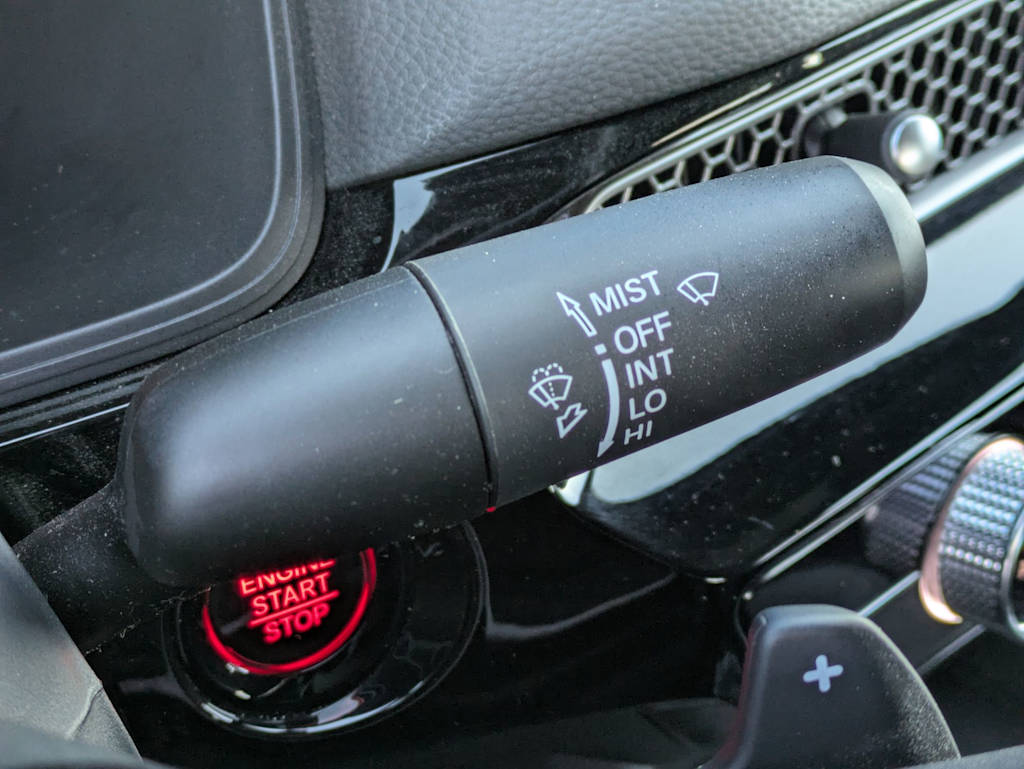 MIST
OFF
INT
LO
HI
ENGINE
START
STOP
+